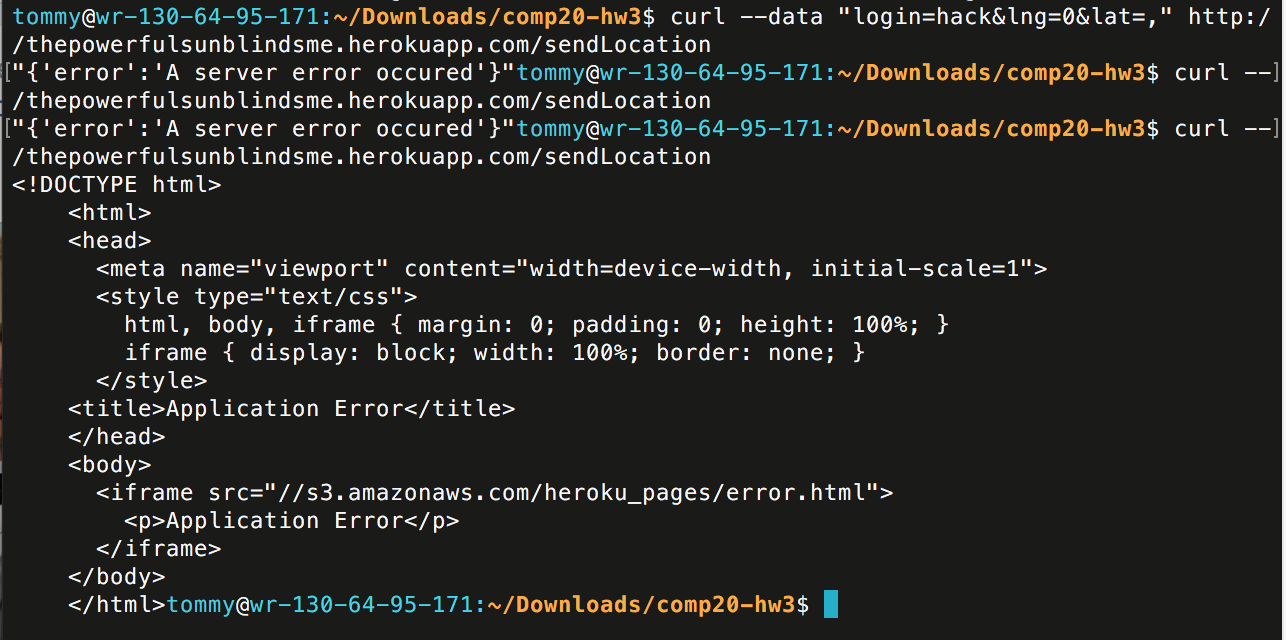 tommy@wr-130-64-95-171:~/Downloads/comp20-hw3$ curl --data "login=hack&lng=0&lat=," http:/
/thepowerfulsunblindsme.herokuapp.com/sendLocation
["{'error':'A server error occured'}"tommy@wr-130-64-95-171:~/Downloads/comp20-hw3$ curl --]
/thepowerfulsunblindsme.herokuapp.com/sendLocation
["{'error':'A server error occured'}"tommy@wr-130-64-95-171:~/Downloads/comp20-hw3$ curl --]
/thepowerfulsunblindsme.herokuapp.com/sendLocation
<!DOCTYPE html>
    <html>
    <head>
      <meta name="viewport" content="width=device-width, initial-scale=1">
      <style type="text/css">
        html, body, iframe { margin: 0; padding: 0; height: 100%; }
        iframe { display: block; width: 100%; border: none; }
      </style>
    <title>Application Error</title>
    </head>
    <body>
      <iframe src="//s3.amazonaws.com/heroku_pages/error.html">
        <p>Application Error</p>
      </iframe>
    </body>
    </html>tommy@wr-130-64-95-171:~/Downloads/comp20-hw3$